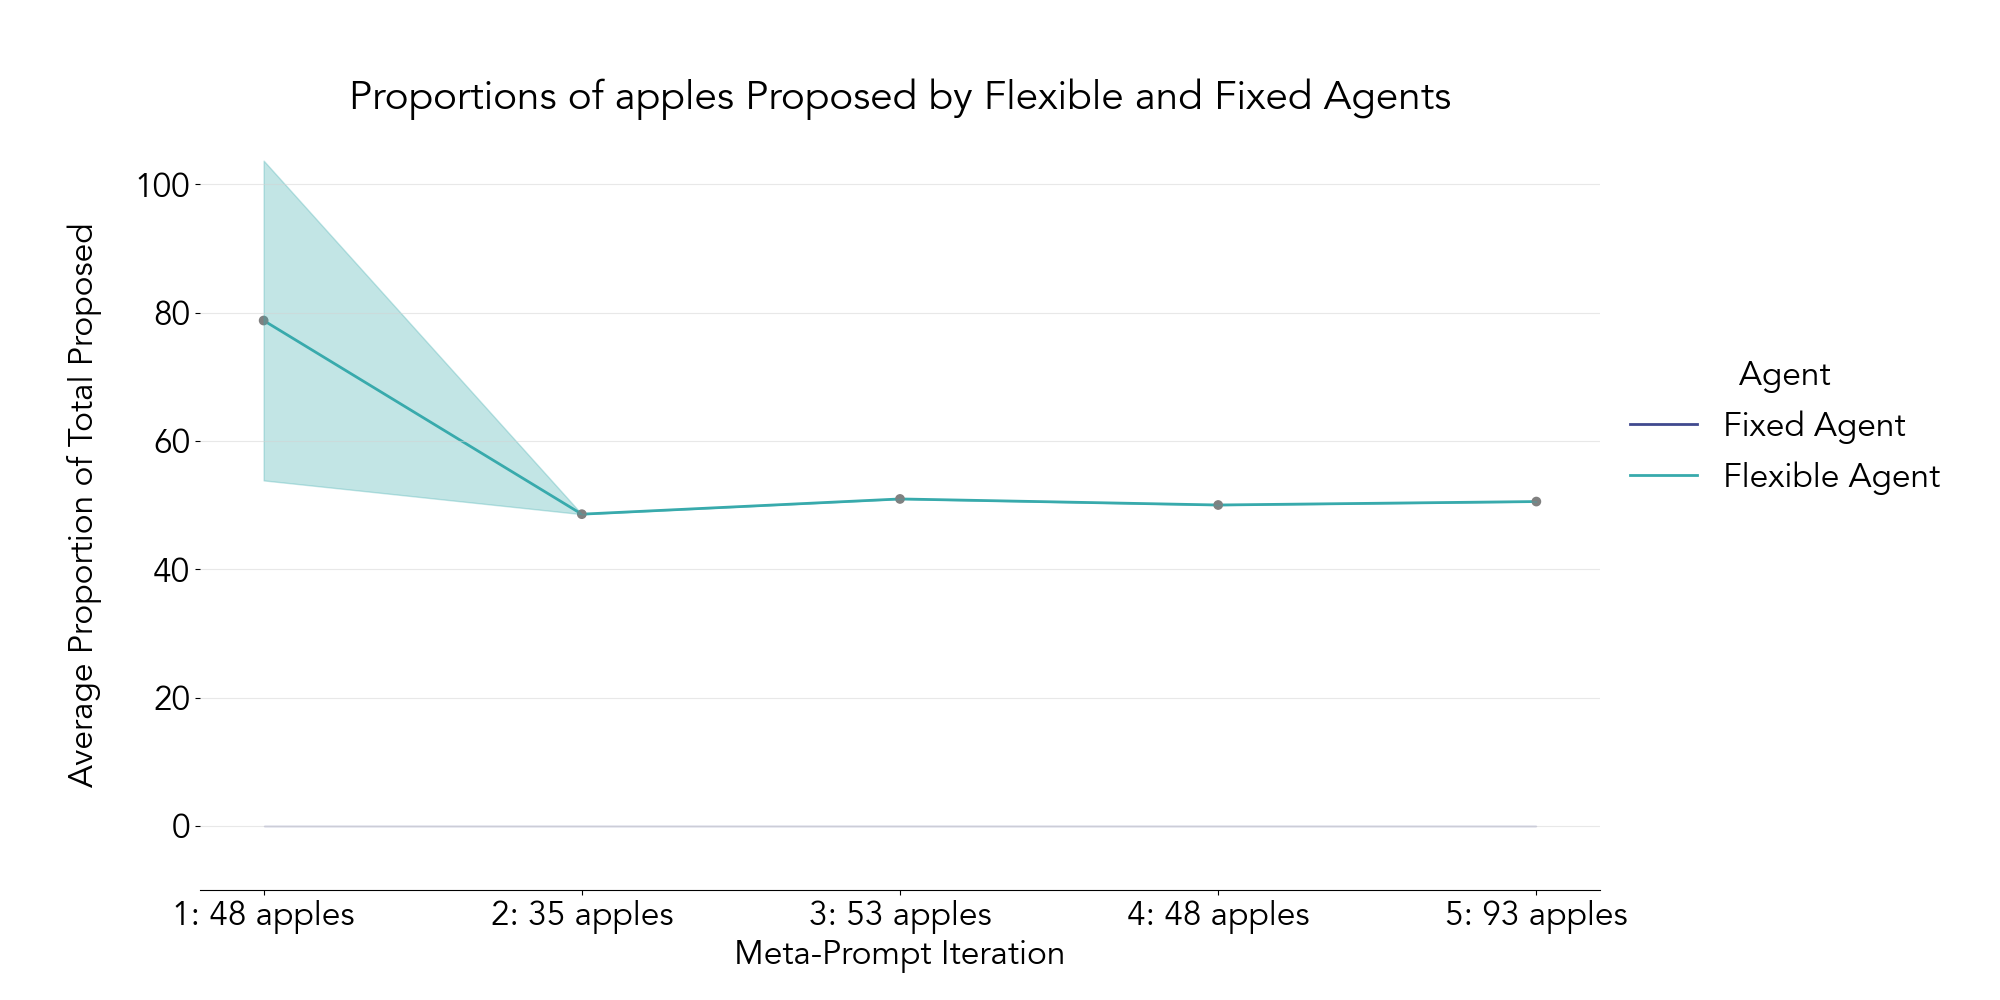 Proportions of apples Proposed by Flexible and Fixed Agents
Average Proportion of Total Proposed
100
80
60
40
20
0
1: 48 apples
2: 35 apples
3: 53 apples
4: 48 apples
5: 93 apples
Meta-Prompt Iteration
Agent
Fixed Agent
Flexible Agent